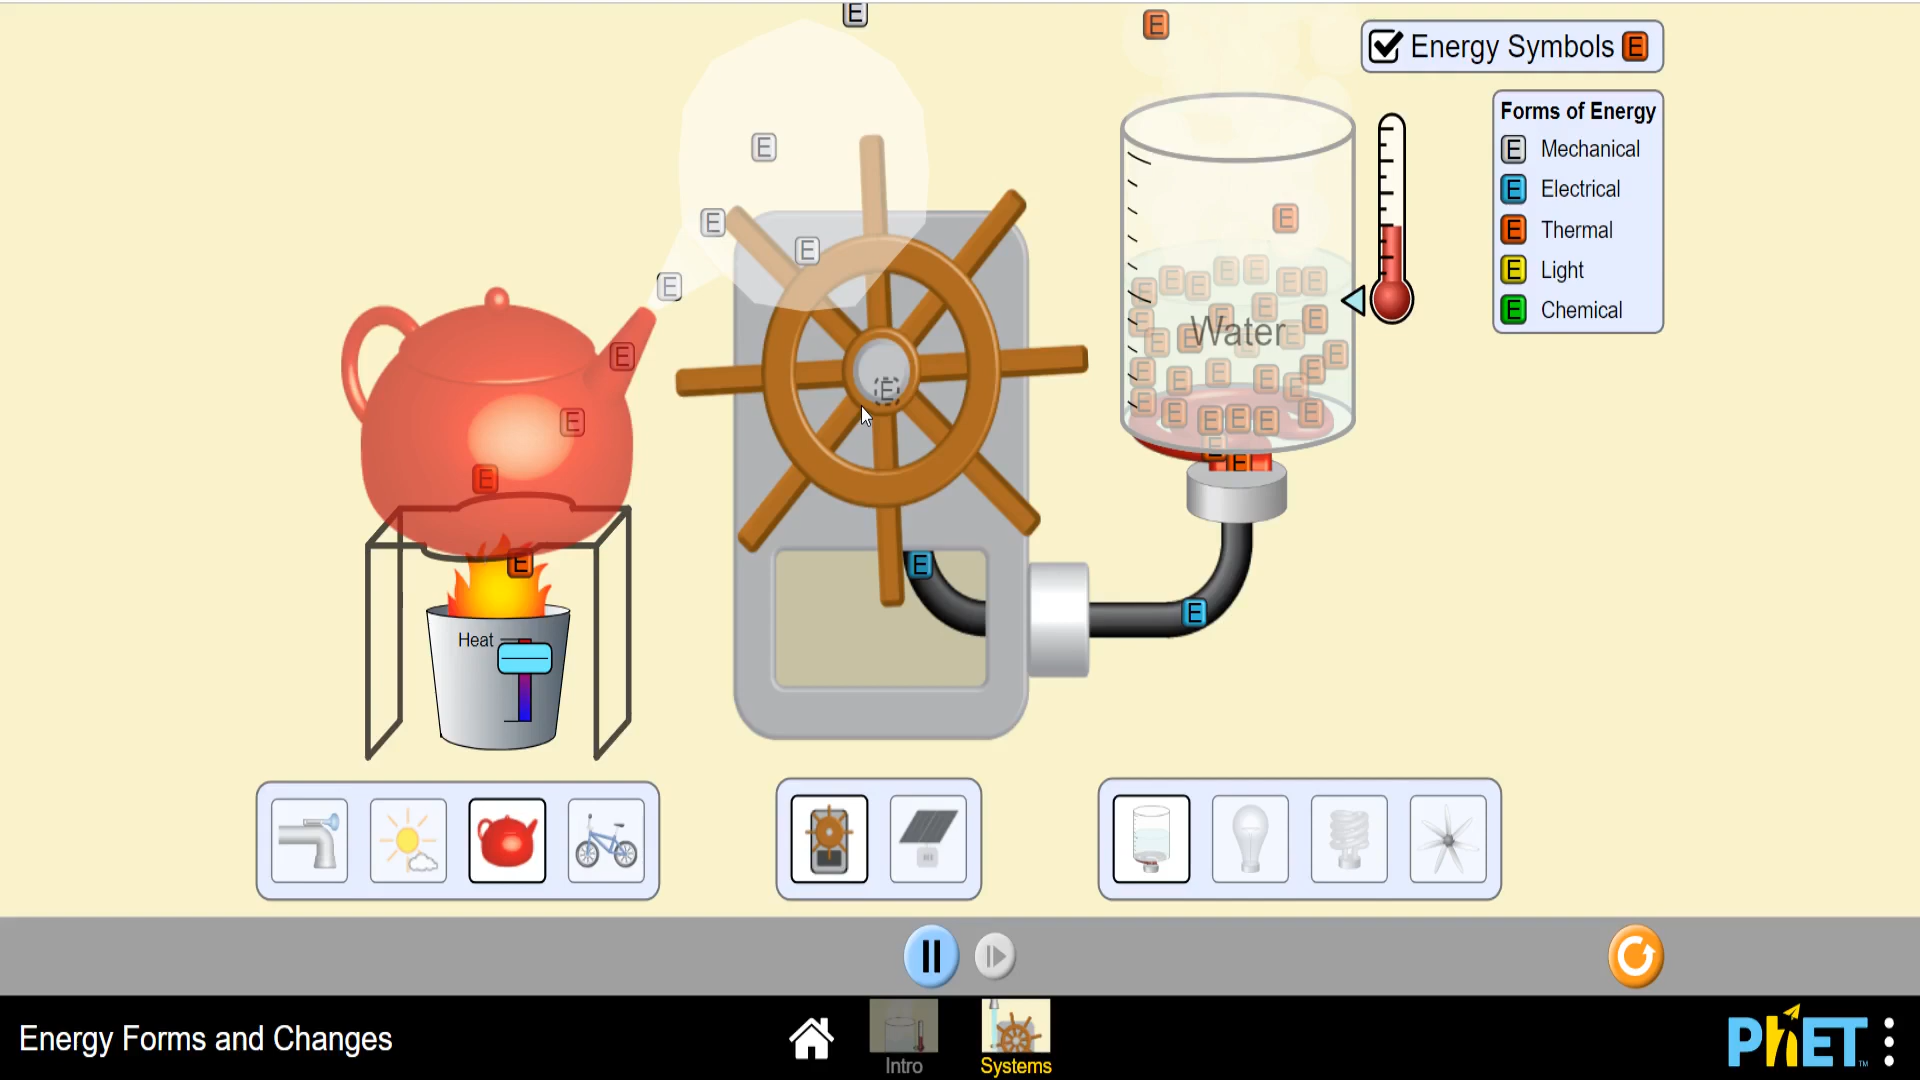 Energy Symbols E
Forms of Energy
E Mechanical
E Electrical
E Thermal
E Light
E Chemical
Water
Heat
Energy Forms and Changes
Intro
Systems
PhET